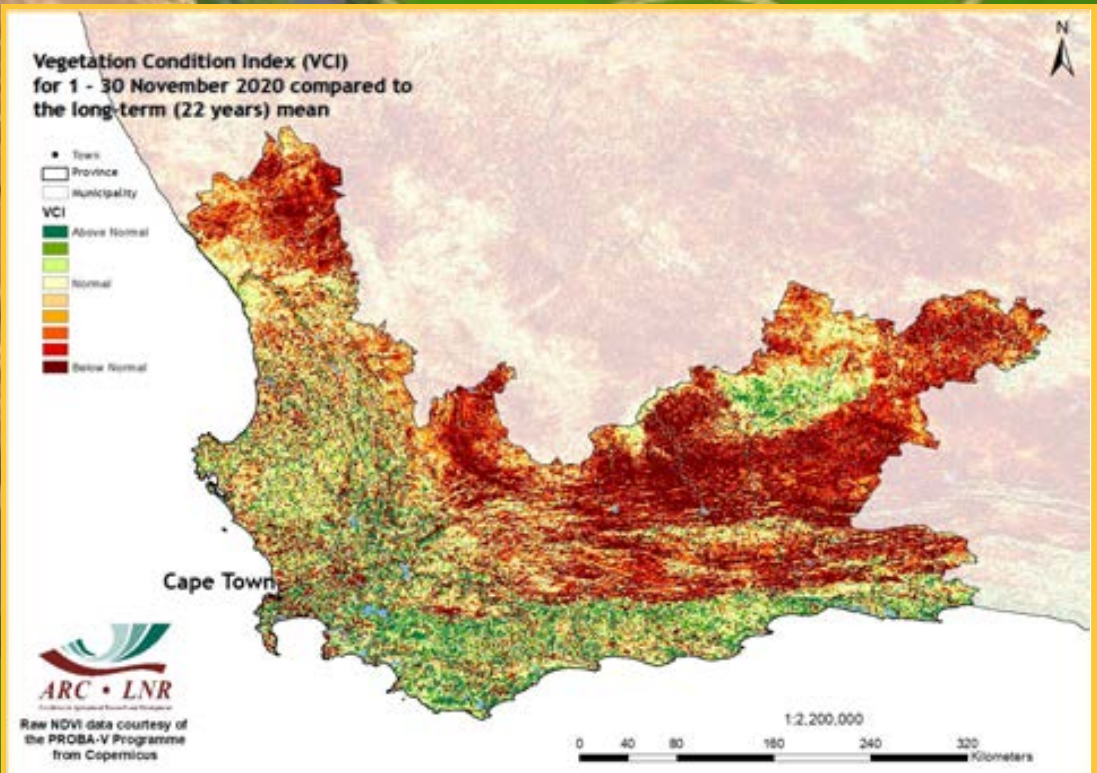 Vegetation Condition Index (VCI)
for 1 - 30 November 2020 compared to
the long-term (22 years) mean
N
Town
Province
Municipality
VCI
Above Normal
Normal
Below Normal
Cape Town
ARC • LNR
Raw NDVI data courtesy of
the PROBA-V Programme
from Copernicus
1:2,200,000
0 40 80 160 240 320
Kilometers